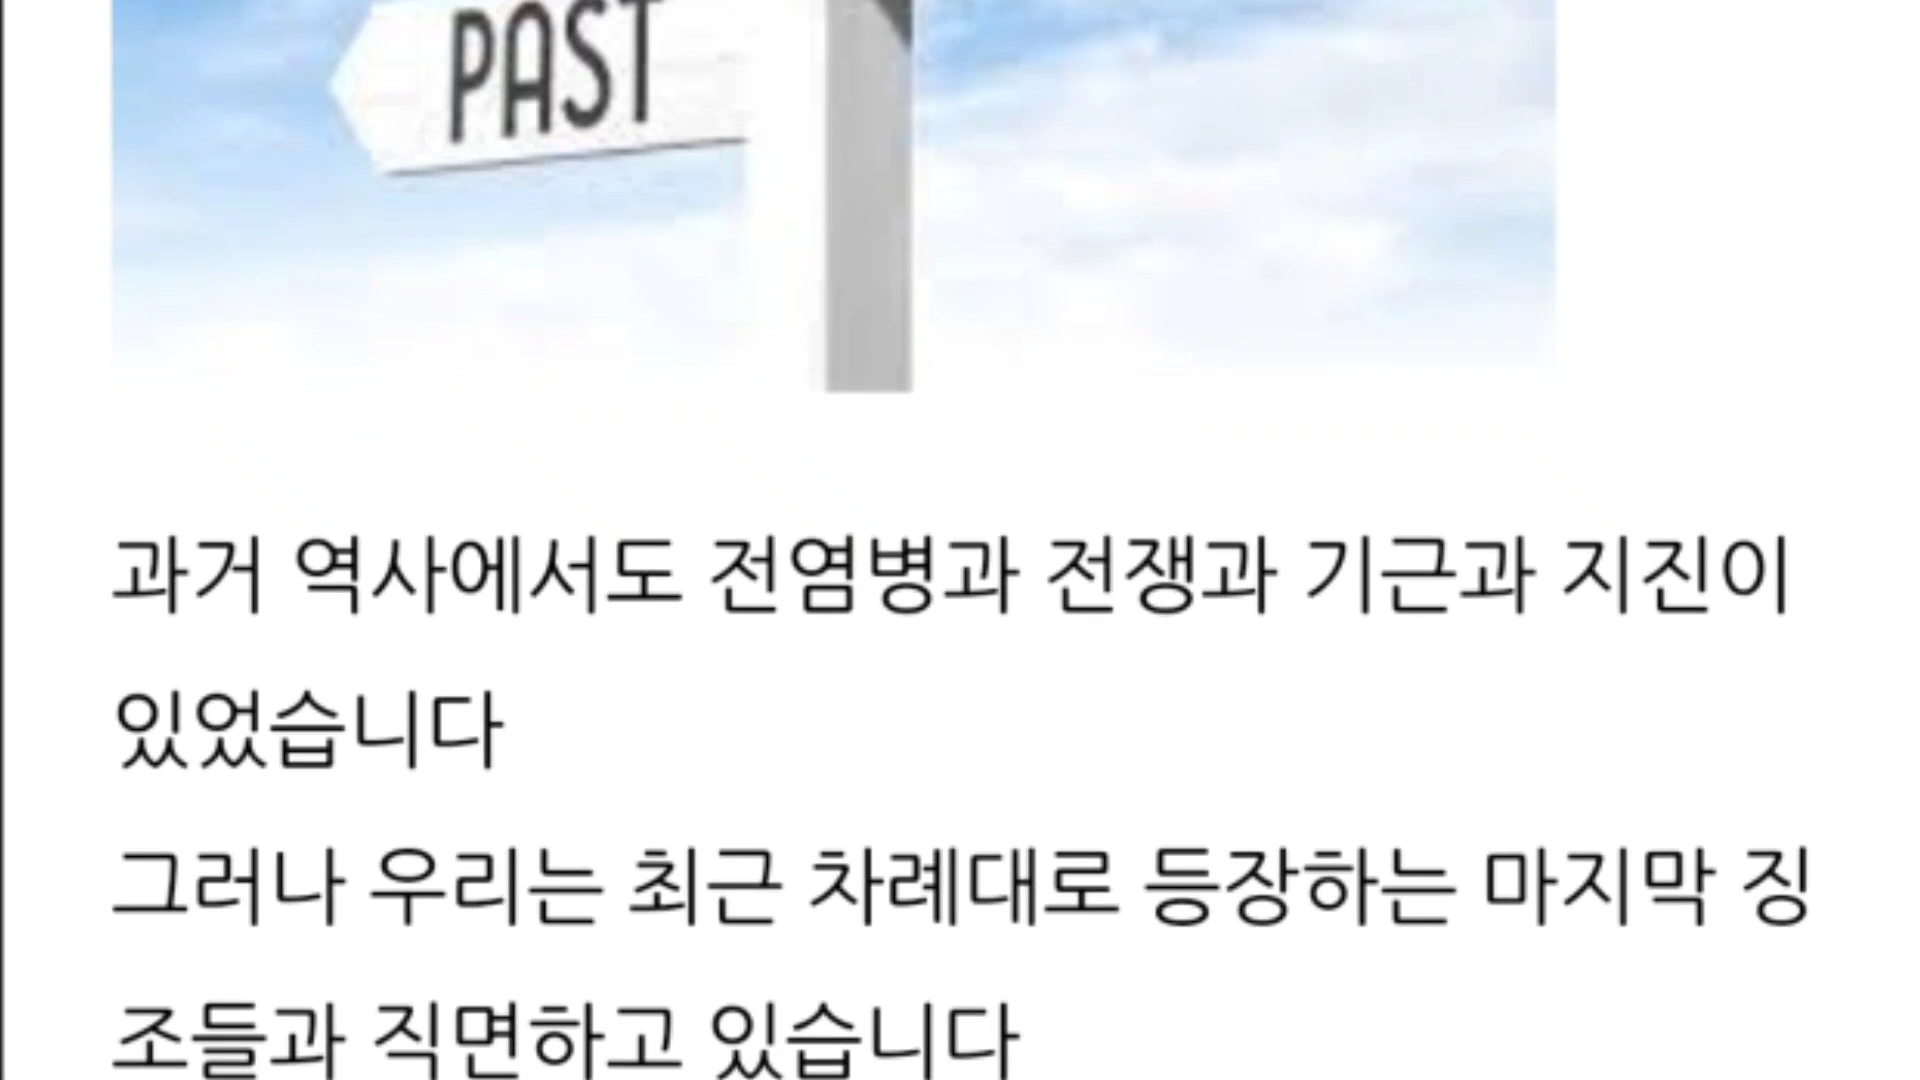 PAST
과거 역사에서도 전염병과 전쟁과 기근과 지진이
있었습니다
그러나 우리는 최근 차례대로 등장하는 마지막 징
조들과 직면하고 있습니다